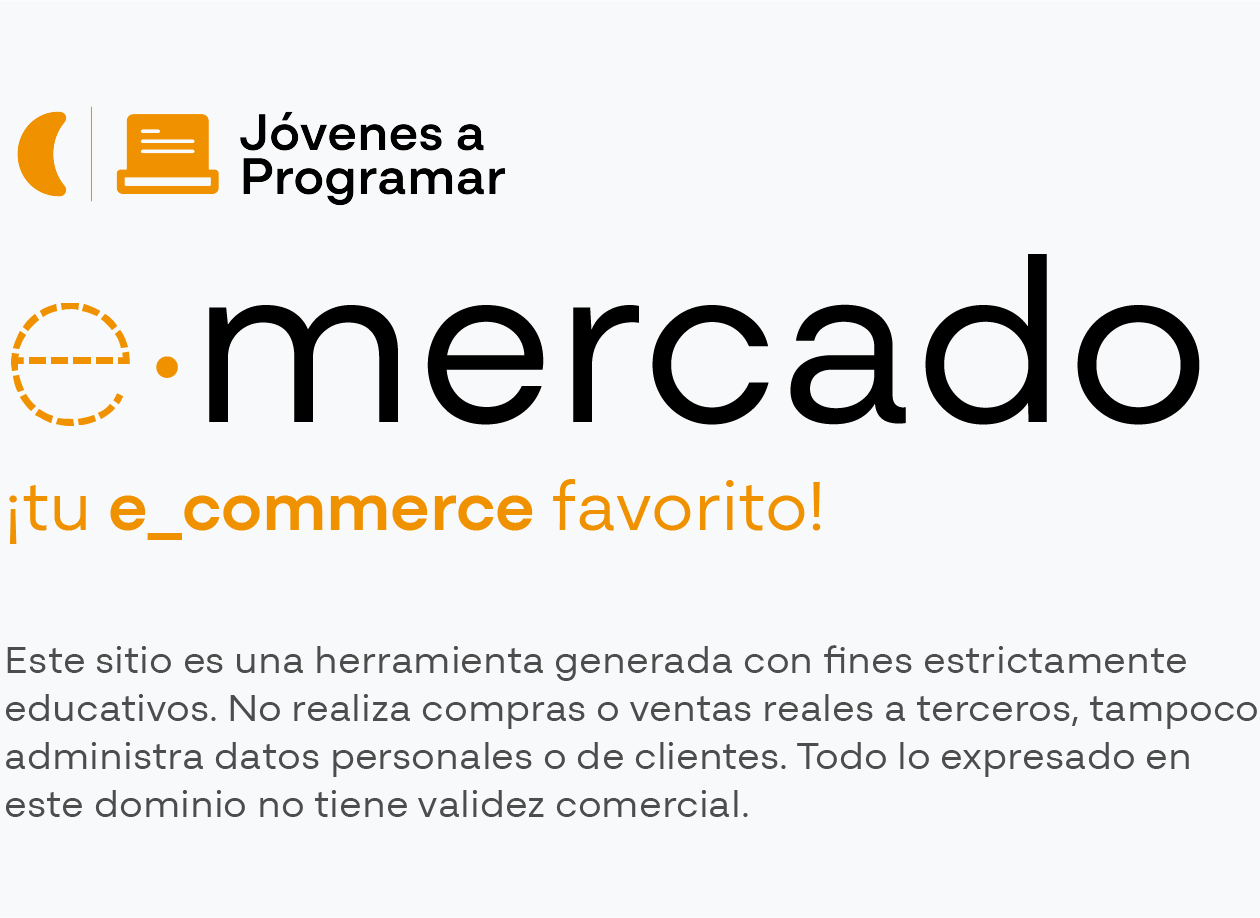 Jóvenes a
Programar
e·mercado
¡tu e_commerce favorito!
Este sitio es una herramienta generada con fines estrictamente
educativos. No realiza compras o ventas reales a terceros, tampoco
administra datos personales o de clientes. Todo lo expresado en
este dominio no tiene validez comercial.